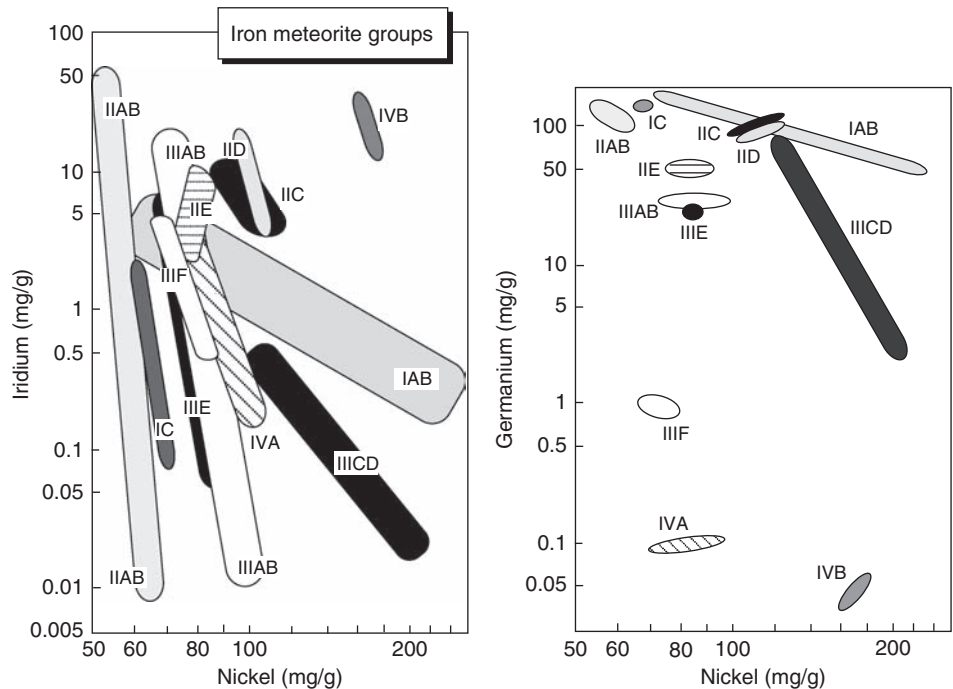 Iron meteorite groups
100
50
10
5
1
0.5
0.1
0.05
0.01
0.005
Iridium (mg/g)
IIAB
IIIAB
IID
IVB
IIC
IIE
IIIF
IAB
IIIE
IC
IVA
IIICD
IIAB
IIIAB
50
60
80
100
200
Nickel (mg/g)
100
50
10
5
1
0.5
0.1
0.05
Germanium (mg/g)
IC
IIAB
IIC
IID
IAB
IIE
IIIAB
IIIE
IIICD
IIIF
IVA
IVB
50
60
80
100
200
Nickel (mg/g)